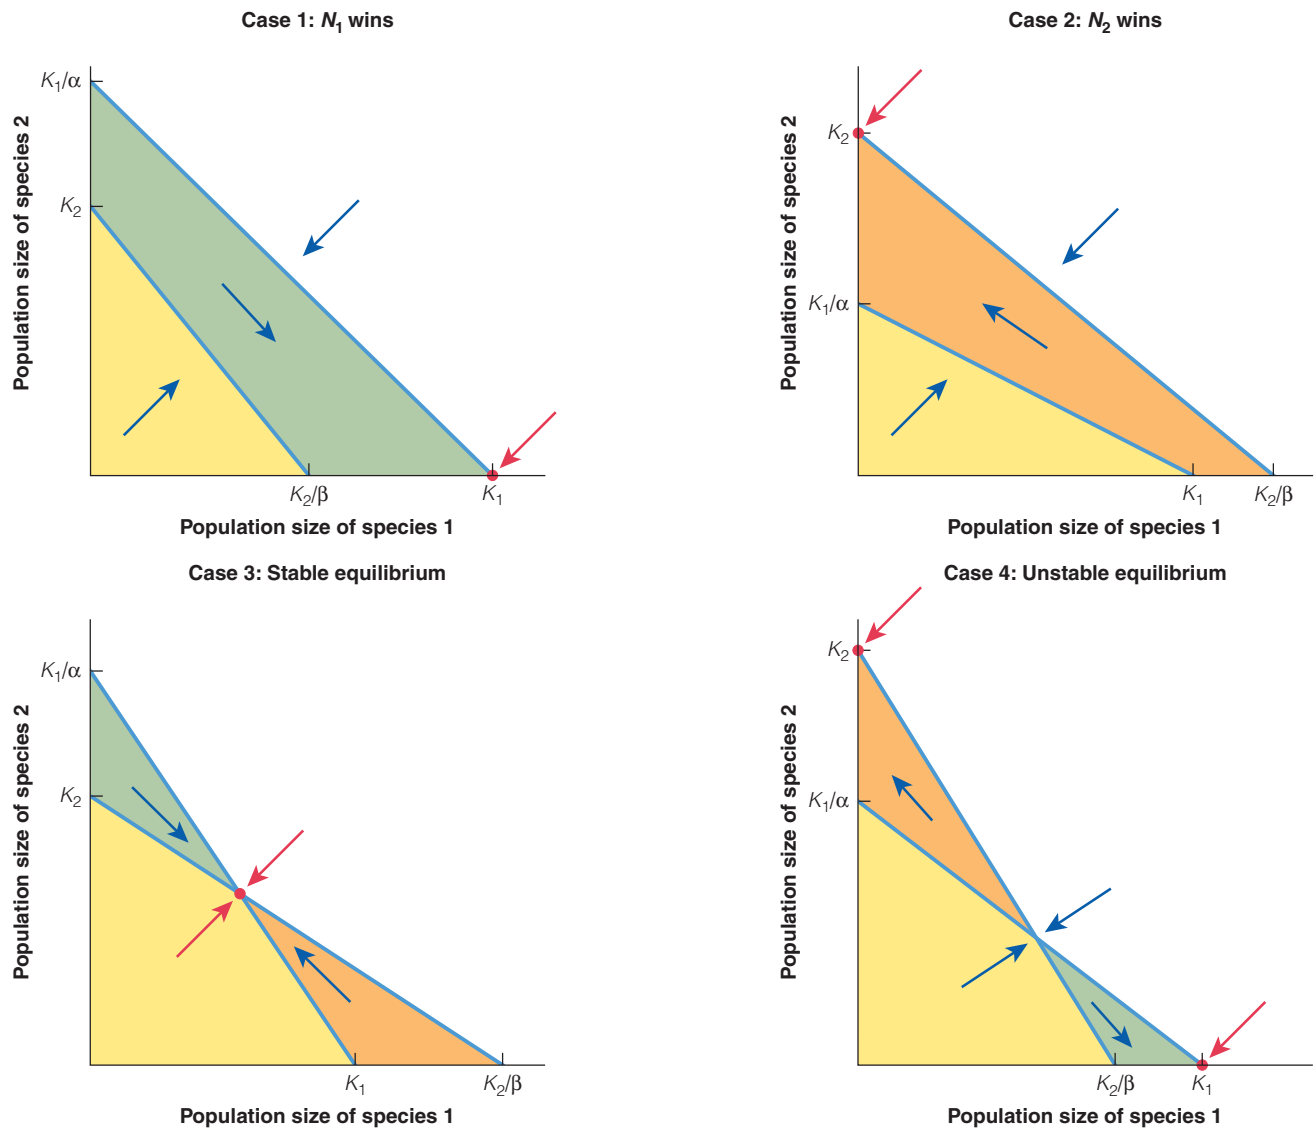 Case 1: N₁ wins
K₁/α
K₂
Population size of species 2
K₂/β
K₁
Population size of species 1
Case 2: N₂ wins
K₂
K₁/α
Population size of species 2
K₁
K₂/β
Population size of species 1
Case 3: Stable equilibrium
K₁/α
K₂
Population size of species 2
K₁
K₂/β
Population size of species 1
Case 4: Unstable equilibrium
K₂
K₁/α
Population size of species 2
K₂/β
K₁
Population size of species 1